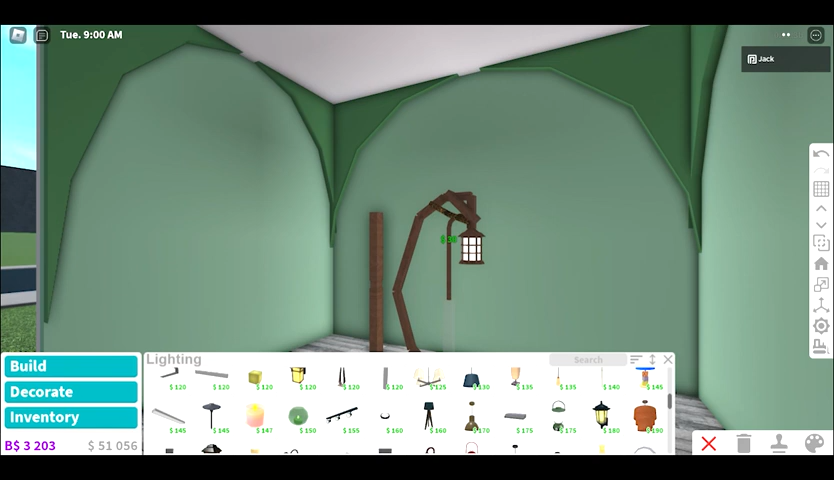 Tue. 9:00 AM
Jack
$ 30
Lighting
Search
$ 120 $ 120 $ 120 $ 120 $ 120 $ 120 $ 125 $ 130 $ 135 $ 135 $ 140 $ 145
$ 145 $ 145 $ 147 $ 150 $ 155 $ 160 $ 160 $ 170 $ 175 $ 175 $ 180 $ 190
Build
Decorate
Inventory
B$ 3 203 $ 51 056